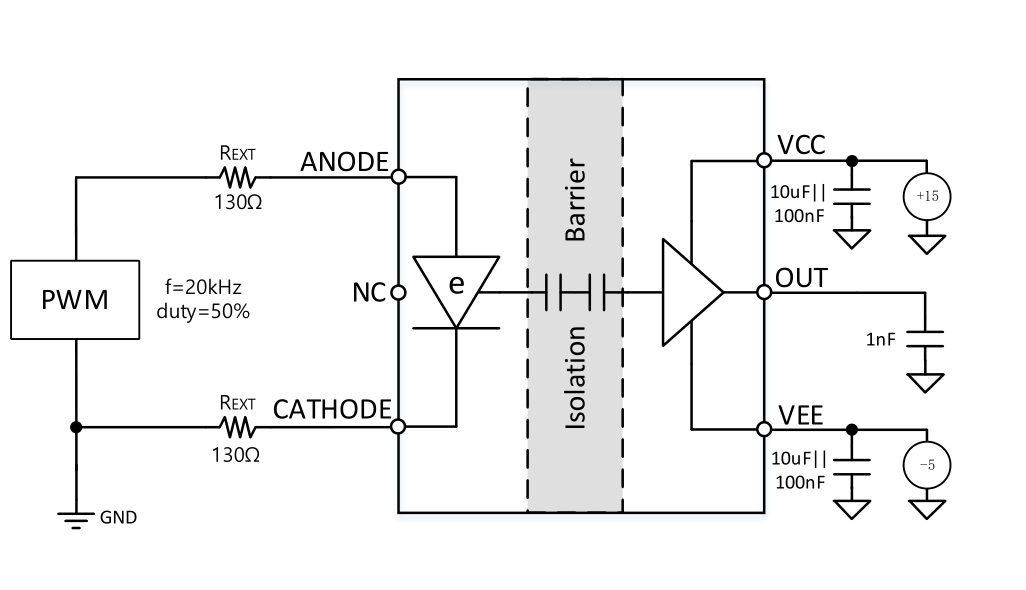 REXT
130Ω
ANODE
PWM
f=20kHz
duty=50%
NC
e
REXT
130Ω
CATHODE
GND
Isolation Barrier
VCC
10uF||
100nF
+15
OUT
1nF
VEE
10uF||
100nF
−5